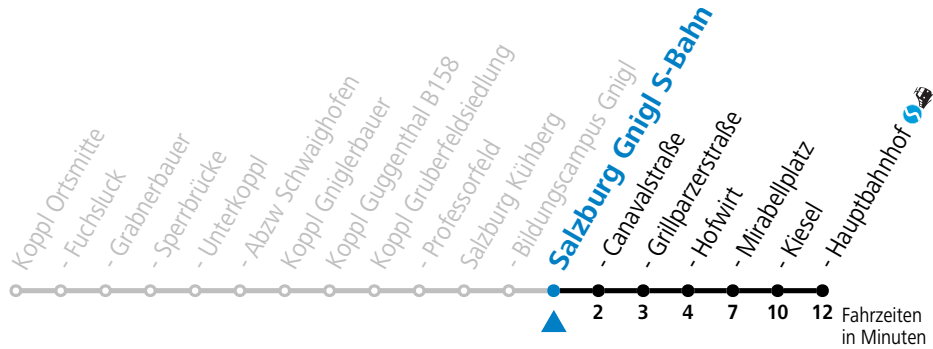 Koppl Ortsmitte
- Fuchsluck
- Grabnerbauer
- Sperrbrücke
- Unterkoppl
- Abzw Schwaighofen
Koppl Gniglerbauer
Koppl Guggenthal B158
Koppl Gruberfeldsiedlung
- Professorfeld
Salzburg Kühberg
- Bildungscampus Gnigl
Salzburg Gnigl S-Bahn
- Canavalstraße
- Grillparzerstraße
- Hofwirt
- Mirabellplatz
- Kiesel
- Hauptbahnhof
2 3 4 7 10 12 Fahrzeiten
in Minuten